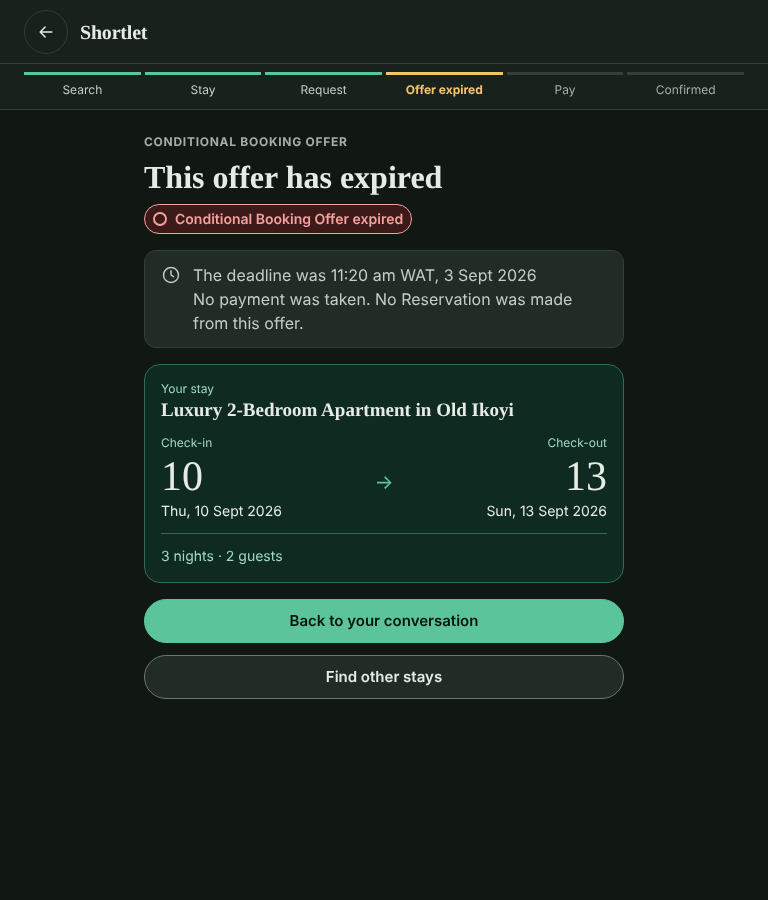 Shortlet
Search
Stay
Request
Offer expired
Pay
Confirmed
CONDITIONAL BOOKING OFFER
This offer has expired
Conditional Booking Offer expired
The deadline was 11:20 am WAT, 3 Sept 2026
No payment was taken. No Reservation was made
from this offer.
Your stay
Luxury 2-Bedroom Apartment in Old Ikoyi
Check-in
Check-out
10
→
13
Thu, 10 Sept 2026
Sun, 13 Sept 2026
3 nights · 2 guests
Back to your conversation
Find other stays